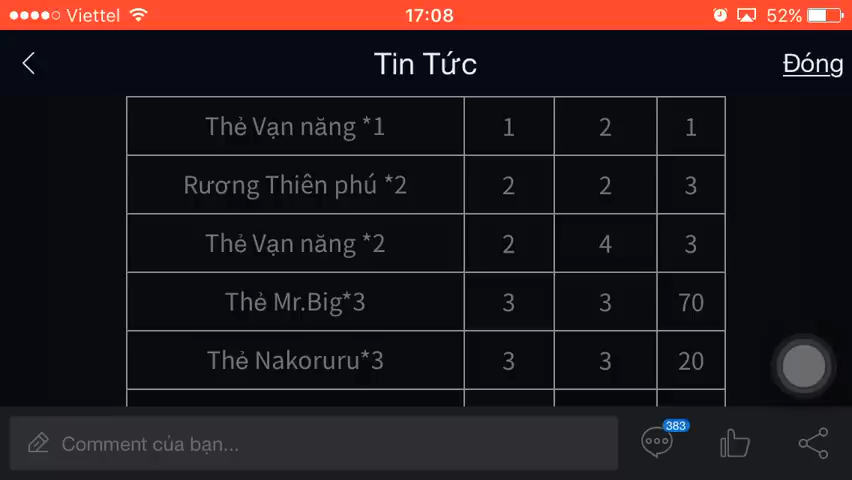 Viettel 17:08 52%
Tin Tức Đóng
Thẻ Vạn năng *1 1 2 1
Rương Thiên phú *2 2 2 3
Thẻ Vạn năng *2 2 4 3
Thẻ Mr.Big*3 3 3 70
Thẻ Nakoruru*3 3 3 20
Comment của bạn... 383